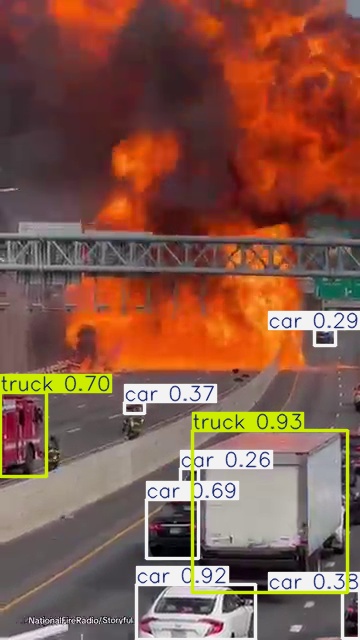 car 0.29
truck 0.70
car 0.37
truck 0.93
car 0.26
car 0.69
car 0.92
car 0.38
-NationalFireRadio/Storyful